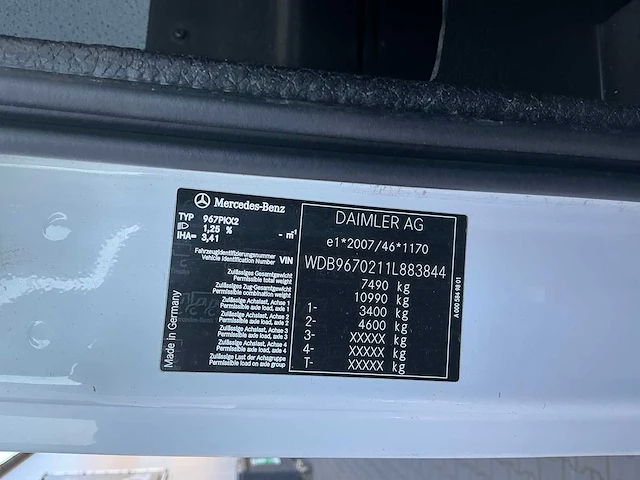 Mercedes-Benz
TYP 967PKX2
1,25 %
IHA= 3,41 - m⁻¹
Fahrzeugidentifizierungsnummer
Vehicle Identification Number VIN
Zulässiges Gesamtgewicht
Permissible total weight
Zulässiges Zug-Gesamtgewicht
Permissible combination weight
Zulässige Achslast, Achse 1
Permissible axle load, axle 1
Zulässige Achslast, Achse 2
Permissible axle load, axle 2
Zulässige Achslast, Achse 3
Permissible axle load, axle 3
Zulässige Achslast, Achse 4
Permissible axle load, axle 4
Zulässige Last der Achsgruppe
Permissible load on axle group
Made in Germany
DAIMLER AG
e1*2007/46*1170
WDB9670211L883844
7490 kg
10990 kg
1- 3400 kg
2- 4600 kg
3- XXXXX kg
4- XXXXX kg
T- XXXXX kg